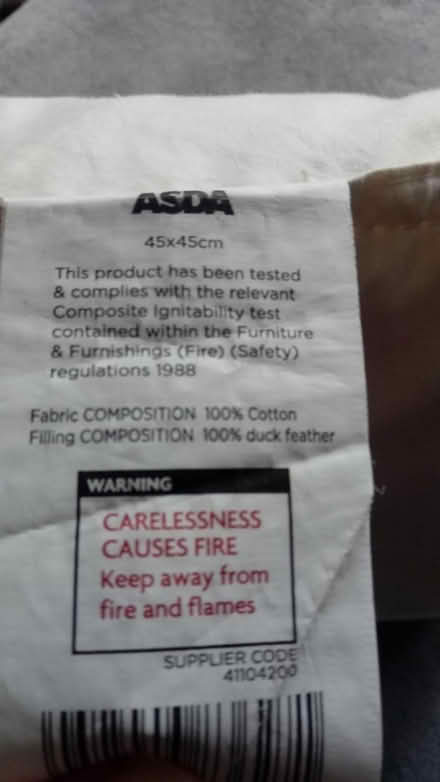 ASDA
45x45cm
This product has been tested
& complies with the relevant
Composite Ignitability test
contained within the Furniture
& Furnishings (Fire) (Safety)
regulations 1988
Fabric COMPOSITION 100% Cotton
Filling COMPOSITION 100% duck feather
WARNING
CARELESSNESS
CAUSES FIRE
Keep away from
fire and flames
SUPPLIER CODE
41104200